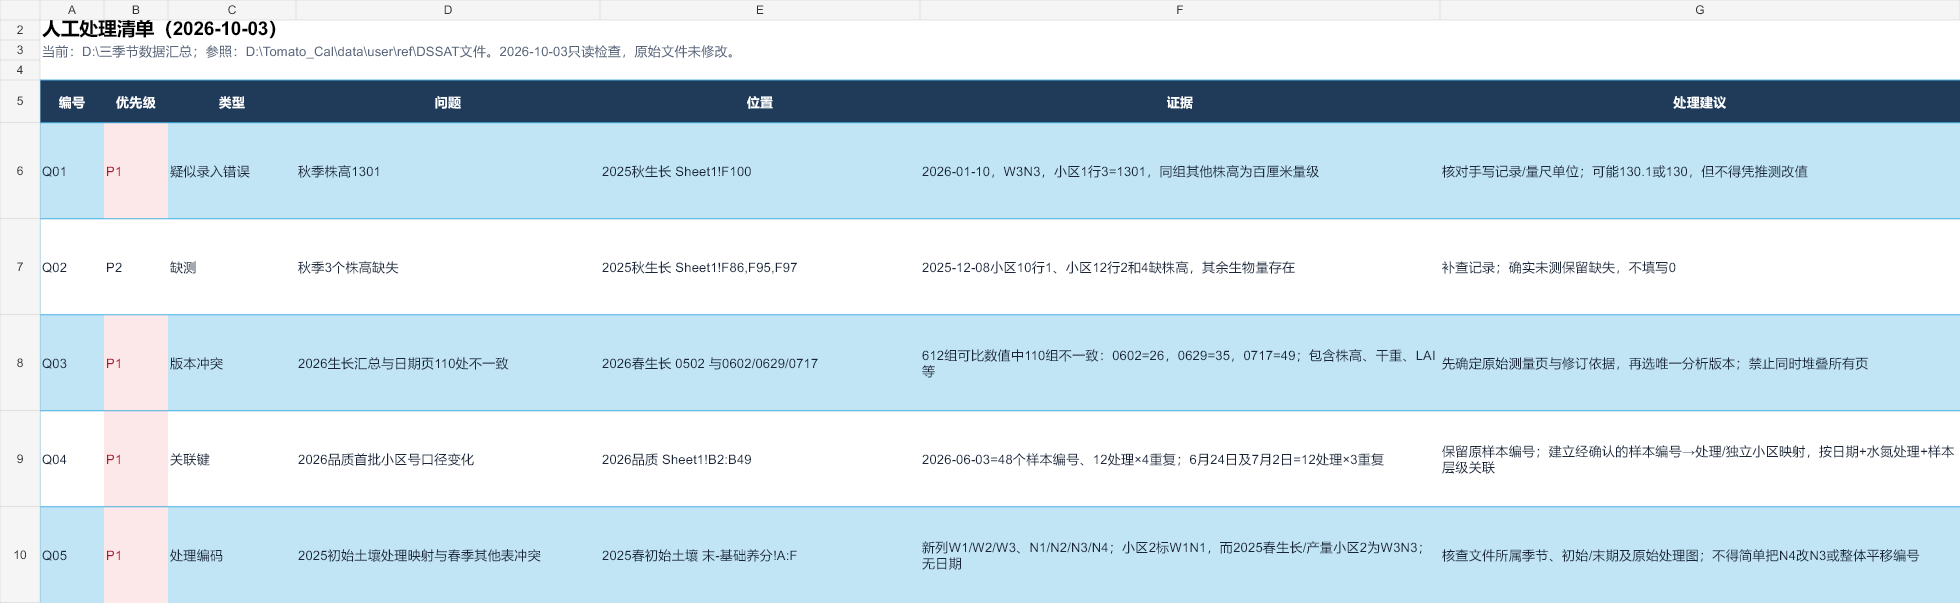 A B C D E F G
2 人工处理清单（2026-10-03）
3 当前：D:\三季节数据汇总；参照：D:\Tomato_Cal\data\user\ref\DSSAT文件。2026-10-03只读检查，原始文件未修改。
4
5 编号 优先级 类型 问题 位置 证据 处理建议
6 Q01 P1 疑似录入错误 秋季株高1301 2025秋生长 Sheet1!F100 2026-01-10，W3N3，小区1行3=1301，同组其他株高为百厘米量级 核对手写记录/量尺单位；可能130.1或130，但不得凭推测改值
7 Q02 P2 缺测 秋季3个株高缺失 2025秋生长 Sheet1!F86,F95,F97 2025-12-08小区10行1、小区12行2和4缺株高，其余生物量存在 补查记录；确实未测保留缺失，不填写0
8 Q03 P1 版本冲突 2026生长汇总与日期页110处不一致 2026春生长 0502 与0602/0629/0717 612组可比数值中110组不一致：0602=26，0629=35，0717=49；包含株高、干重、LAI
等 先确定原始测量页与修订依据，再选唯一分析版本；禁止同时堆叠所有页
9 Q04 P1 关联键 2026品质首批小区号口径变化 2026品质 Sheet1!B2:B49 2026-06-03=48个样本编号、12处理×4重复；6月24日及7月2日=12处理×3重复 保留原样本编号；建立经确认的样本编号→处理/独立小区映射，按日期+水氮处理+样本
层级关联
10 Q05 P1 处理编码 2025初始土壤处理映射与春季其他表冲突 2025春初始土壤 末-基础养分!A:F 新列W1/W2/W3、N1/N2/N3/N4；小区2标W1N1，而2025春生长/产量小区2为W3N3；
无日期 核查文件所属季节、初始/末期及原始处理图；不得简单把N4改N3或整体平移编号